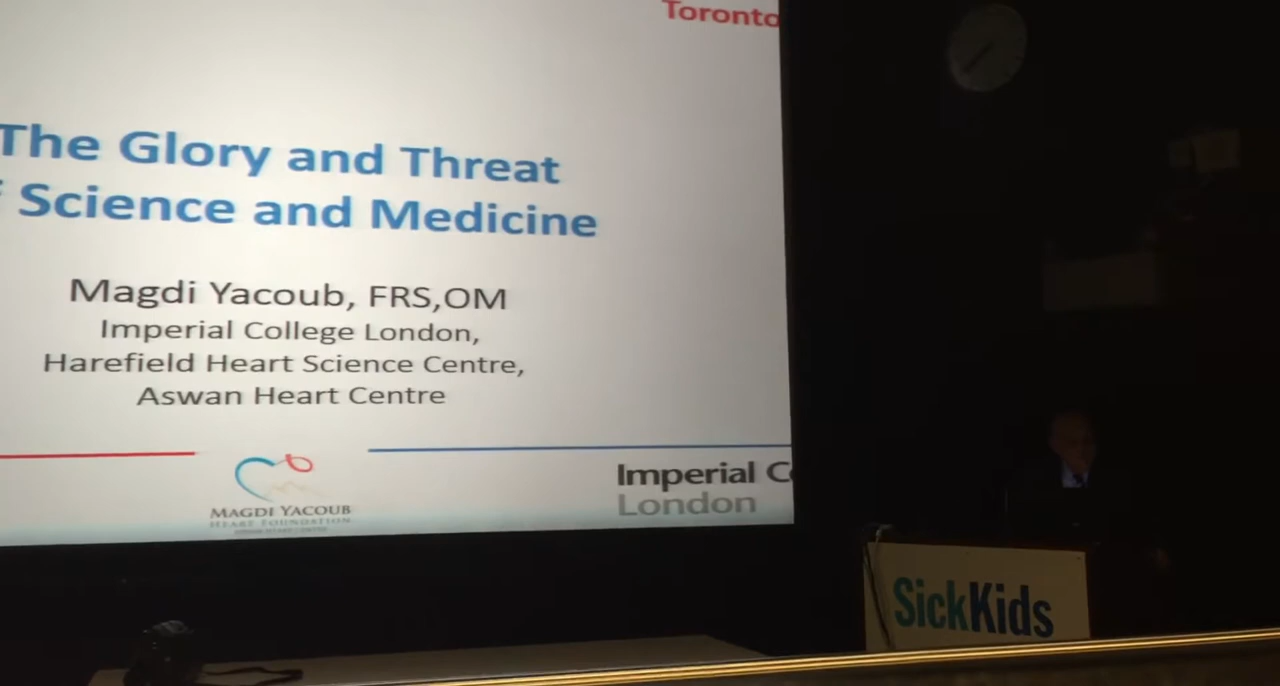 Toronto
The Glory and Threat
Science and Medicine
Magdi Yacoub, FRS,OM
Imperial College London,
Harefield Heart Science Centre,
Aswan Heart Centre
MAGDI YACOUB
HEART FOUNDATION
Imperial Co
London
SickKids